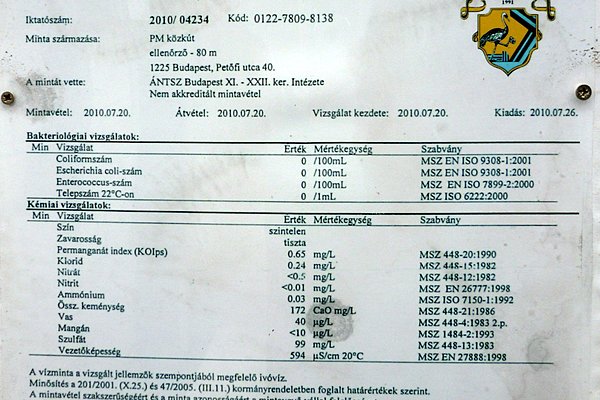 1991
Iktatószám: 2010/ 04234 Kód: 0122-7809-8138
Minta származása: PM közkút
ellenőrző - 80 m
1225 Budapest, Petőfi utca 40.
A mintát vette: ÁNTSZ Budapest XI. - XXII. ker. Intézete
Nem akkreditált mintavétel
Mintavétel: 2010.07.20. Átvétel: 2010.07.20. Vizsgálat kezdete: 2010.07.20. Kiadás: 2010.07.26.
Bakteriológiai vizsgálatok:
Min Vizsgálat Érték Mértékegység Szabvány
Coliformszám 0 /100mL MSZ EN ISO 9308-1:2001
Escherichia coli-szám 0 /100mL MSZ EN ISO 9308-1:2001
Enterococcus-szám 0 /100mL MSZ EN ISO 7899-2:2000
Telepszám 22°C-on 0 /1mL MSZ ISO 6222:2000
Kémiai vizsgálatok:
Min Vizsgálat Érték Mértékegység Szabvány
Szín színtelen
Zavarosság tiszta
Permanganát index (KOIps) 0.65 mg/L MSZ 448-20:1990
Klorid 0.24 mg/L MSZ 448-15:1982
Nitrát <0.5 mg/L MSZ 448-12:1982
Nitrit <0.01 mg/L MSZ EN 26777:1998
Ammónium 0.03 mg/L MSZ ISO 7150-1:1992
Össz. keménység 172 CaO mg/L MSZ 448-21:1986
Vas 40 µg/L MSZ 448-4:1983 2.p.
Mangán <10 µg/L MSZ 1484-2:1993
Szulfát 99 mg/L MSZ 448-13:1983
Vezetőképesség 594 µS/cm 20°C MSZ EN 27888:1998
A vízminta a vizsgált jellemzők szempontjából megfelelő ivóvíz.
Minősítés a 201/2001. (X.25.) és 47/2005. (III.11.) kormányrendeletben foglalt határértékek szerint.
A mintavétel szakszerűségéért és a minta azonosságáért a mintavevő